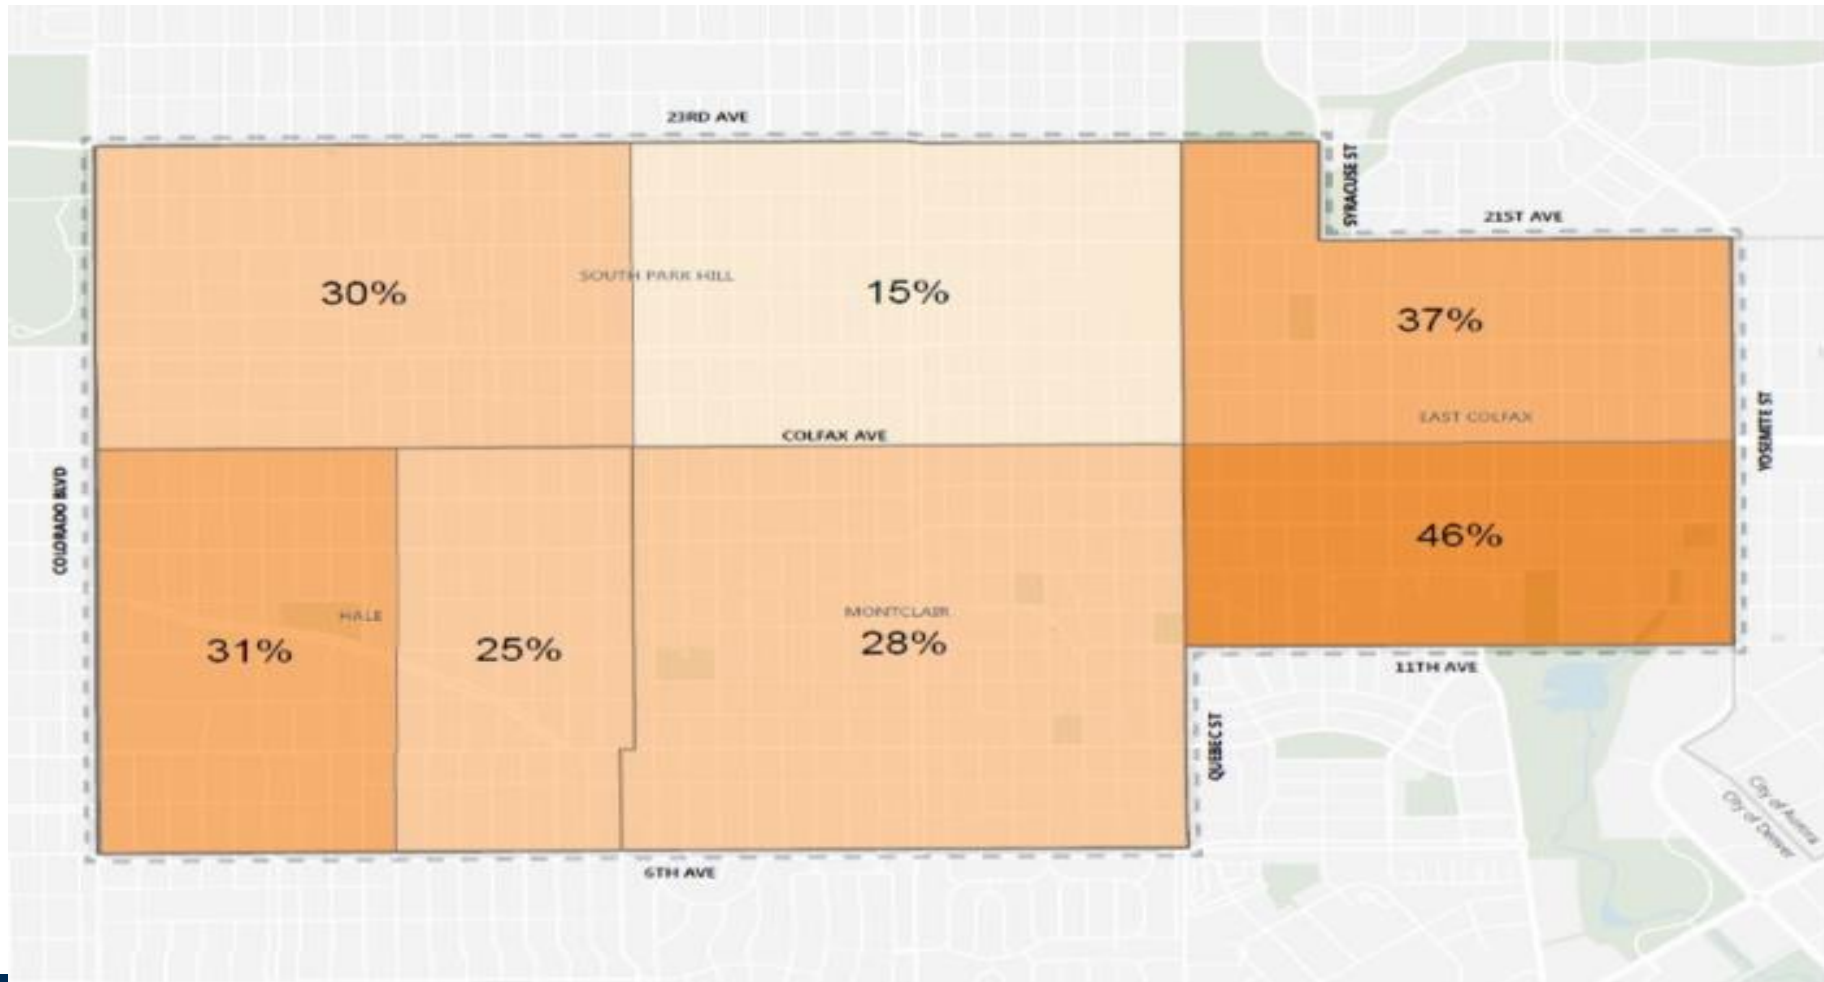 23RD AVE
SYRACUSE ST
21ST AVE
SOUTH PARK HILL
30%
15%
37%
EAST COLFAX
COLFAX AVE
YOSEMITE ST
COLORADO BLVD
46%
HALE
MONTCLAIR
31%
25%
28%
11TH AVE
QUEBEC ST
City of Aurora
City of Denver
6TH AVE